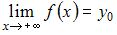 lim f(x) = y₀
x→+∞